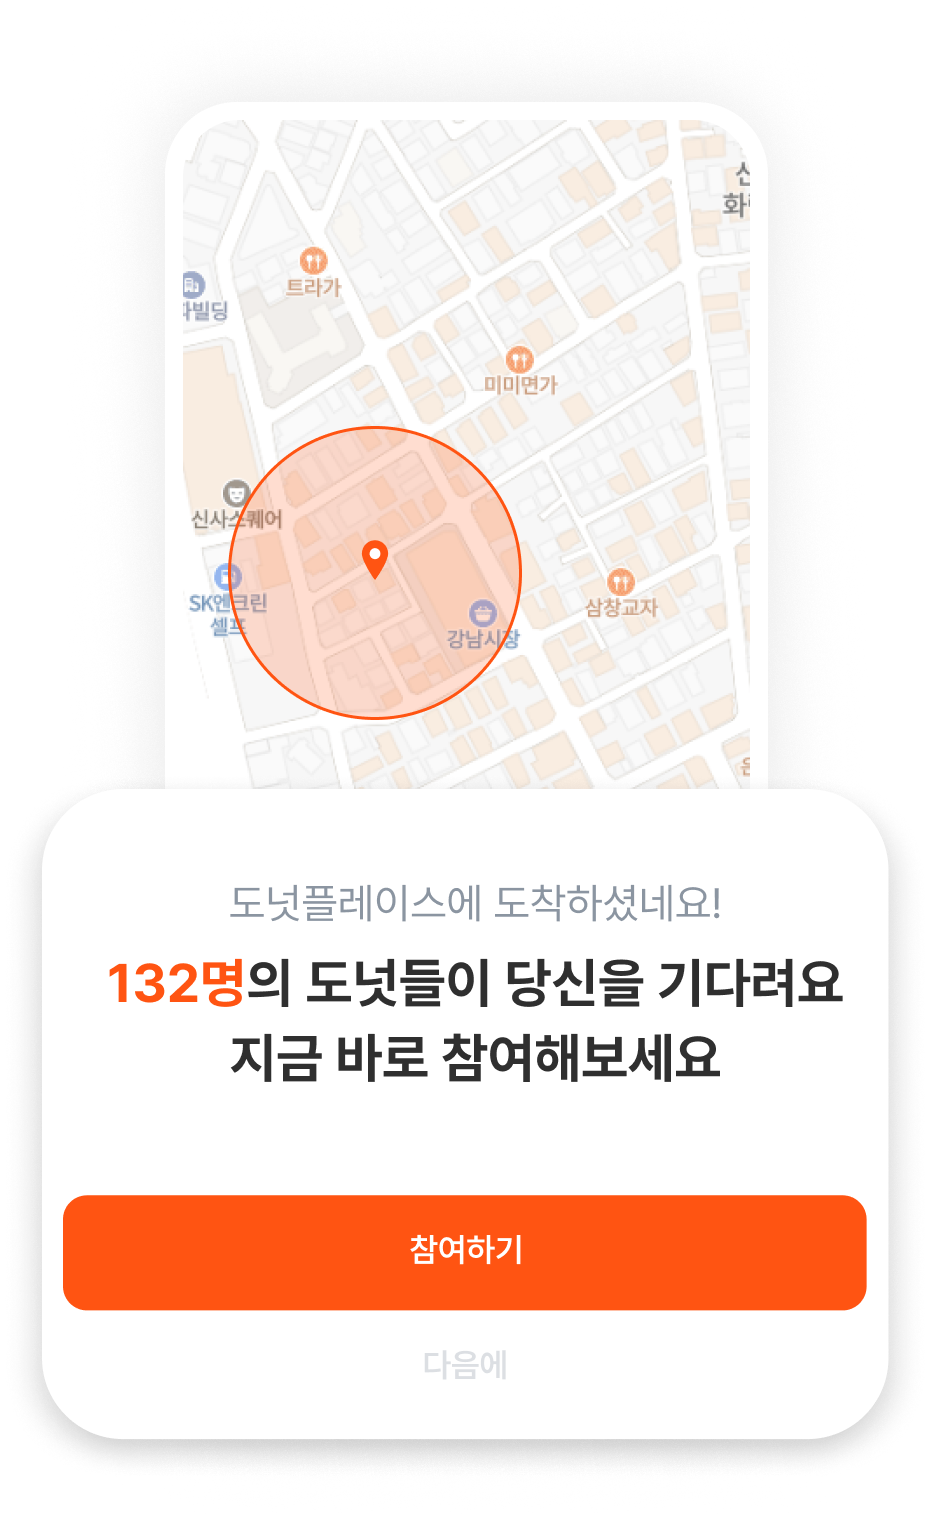 트라가
빌딩
미미면가
신사스퀘어
SK엔크린
셀프
강남시장
삼창교자
도넛플레이스에 도착하셨네요!
132명의 도넛들이 당신을 기다려요
지금 바로 참여해보세요
참여하기
다음에